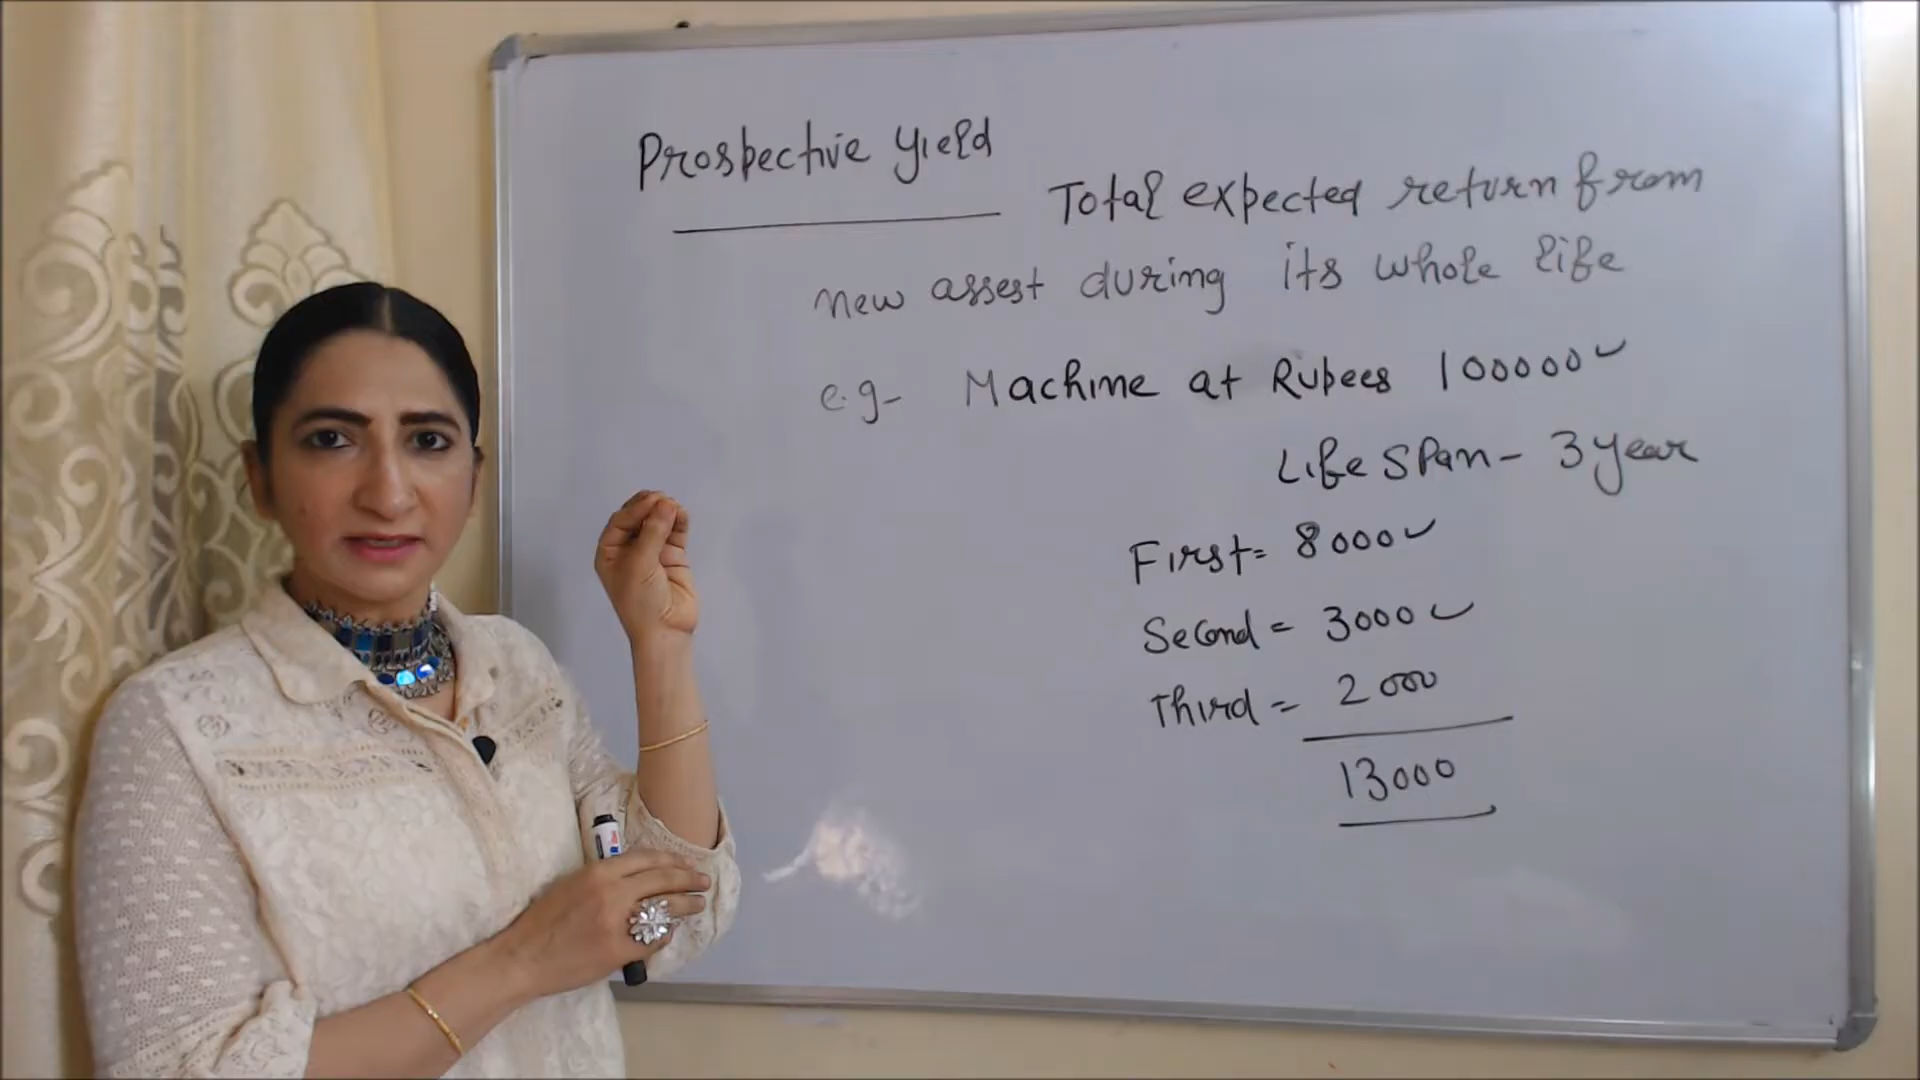 Prospective Yield
Total expected return from
new assest during its whole life
e.g- Machine at Rupees 100000
Life Span - 3 year
First = 8000
Second = 3000
Third = 2000
13000